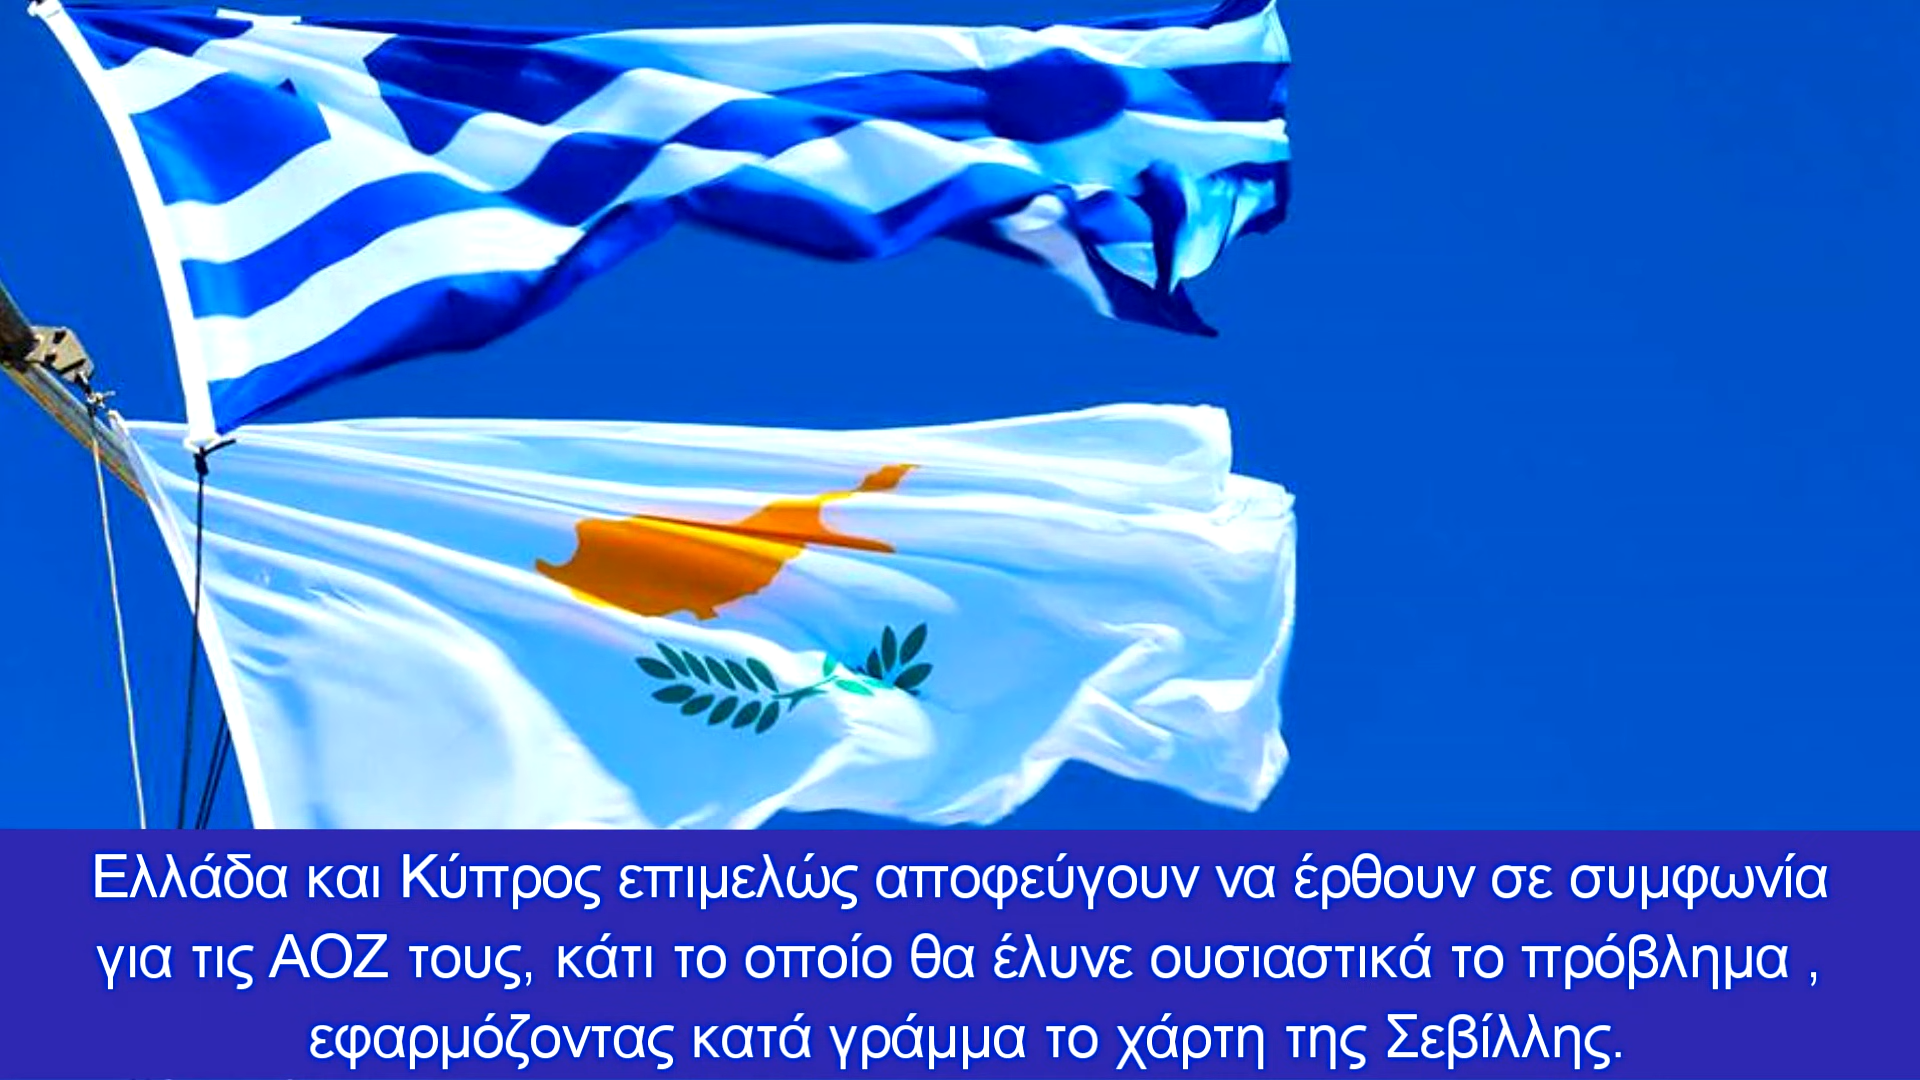 Ελλάδα και Κύπρος επιμελώς αποφεύγουν να έρθουν σε συμφωνία
για τις ΑΟΖ τους, κάτι το οποίο θα έλυνε ουσιαστικά το πρόβλημα ,
εφαρμόζοντας κατά γράμμα το χάρτη της Σεβίλλης.